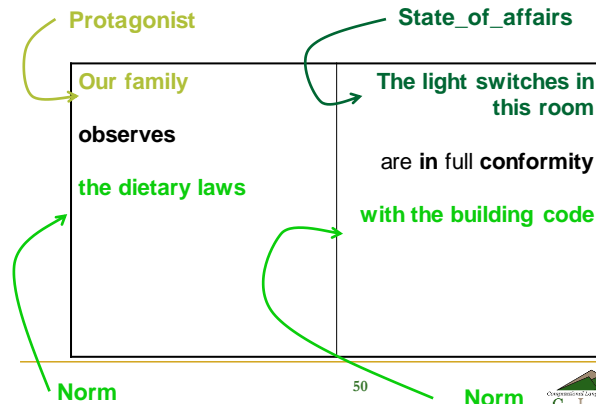 Protagonist
State_of_affairs
Our family
observes
the dietary laws
The light switches in
this room
are in full conformity
with the building code
50
Norm
Norm